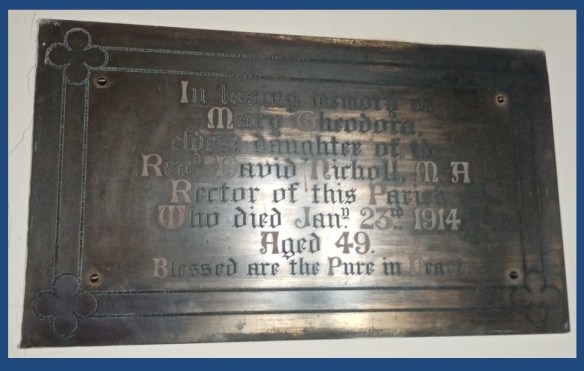 In loving memory of
Mary Theodora,
eldest daughter of the
Revd. David Nicholl, M A
Rector of this Parish
Who died Jany. 23rd. 1914
Aged 49.
Blessed are the Pure in Heart.